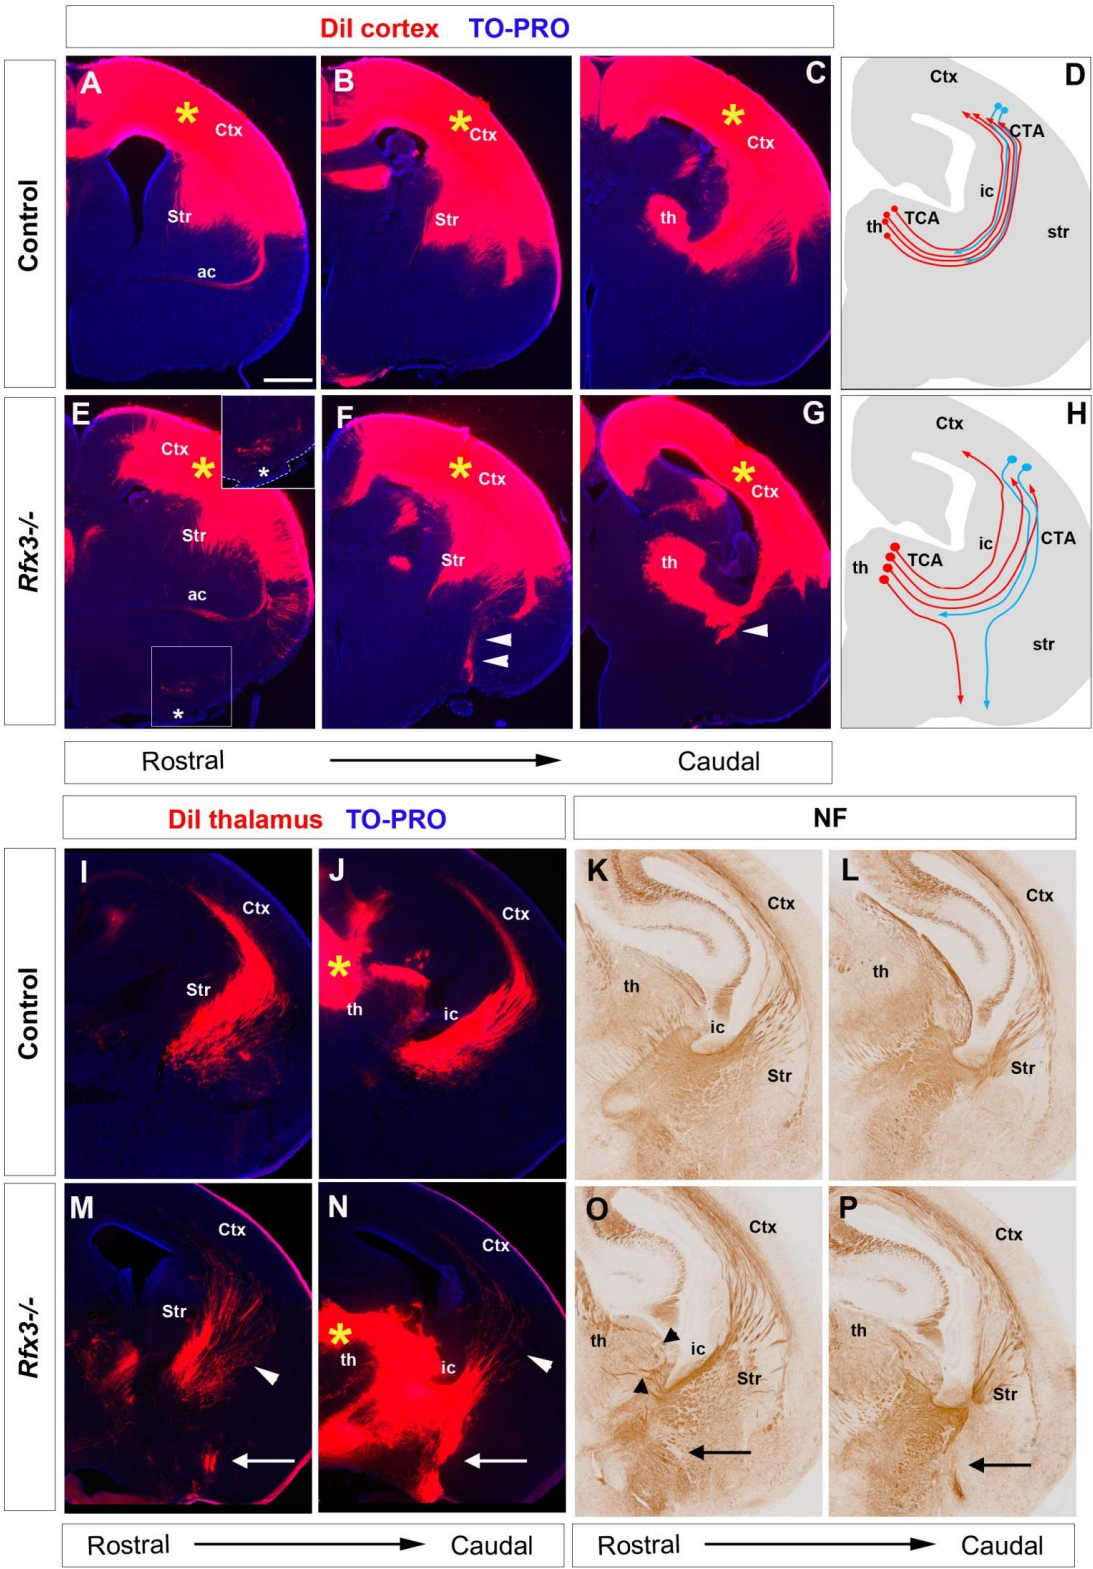 Dil cortex TO-PRO
Control
A
Ctx
Str
ac
B
Ctx
Str
C
Ctx
th
D
Ctx
CTA
ic
TCA
th
str
Rfx3-/-
E
Ctx
Str
ac
*
*
F
Ctx
Str
G
Ctx
th
H
Ctx
CTA
ic
TCA
th
str
Rostral Caudal
Dil thalamus TO-PRO
NF
Control
I
Ctx
Str
J
Ctx
th
ic
K
Ctx
th
ic
Str
L
Ctx
th
Str
Rfx3-/-
M
Ctx
Str
N
Ctx
th
ic
O
Ctx
th
ic
Str
P
Ctx
th
Str
Rostral Caudal
Rostral Caudal